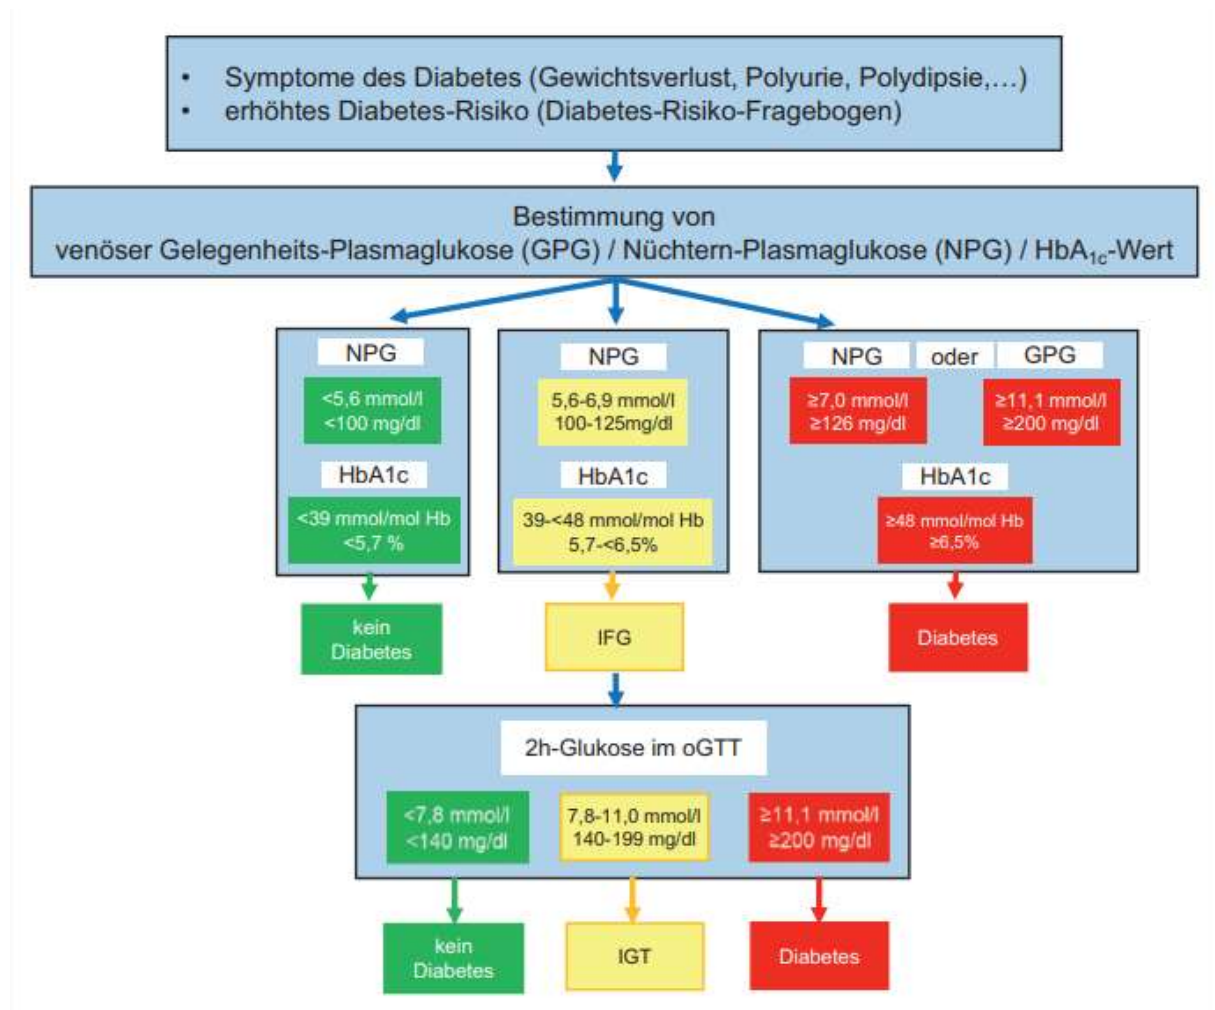 • Symptome des Diabetes (Gewichtsverlust, Polyurie, Polydipsie,…)
• erhöhtes Diabetes-Risiko (Diabetes-Risiko-Fragebogen)
Bestimmung von
venöser Gelegenheits-Plasmaglukose (GPG) / Nüchtern-Plasmaglukose (NPG) / HbA1c-Wert
NPG
<5,6 mmol/l
<100 mg/dl
HbA1c
<39 mmol/mol Hb
<5,7 %
kein
Diabetes
NPG
5,6-6,9 mmol/l
100-125mg/dl
HbA1c
39-<48 mmol/mol Hb
5,7-<6,5%
IFG
NPG oder GPG
≥7,0 mmol/l
≥126 mg/dl
≥11,1 mmol/l
≥200 mg/dl
HbA1c
≥48 mmol/mol Hb
≥6,5%
Diabetes
2h-Glukose im oGTT
<7,8 mmol/l
<140 mg/dl
7,8-11,0 mmol/l
140-199 mg/dl
≥11,1 mmol/l
≥200 mg/dl
kein
Diabetes
IGT
Diabetes